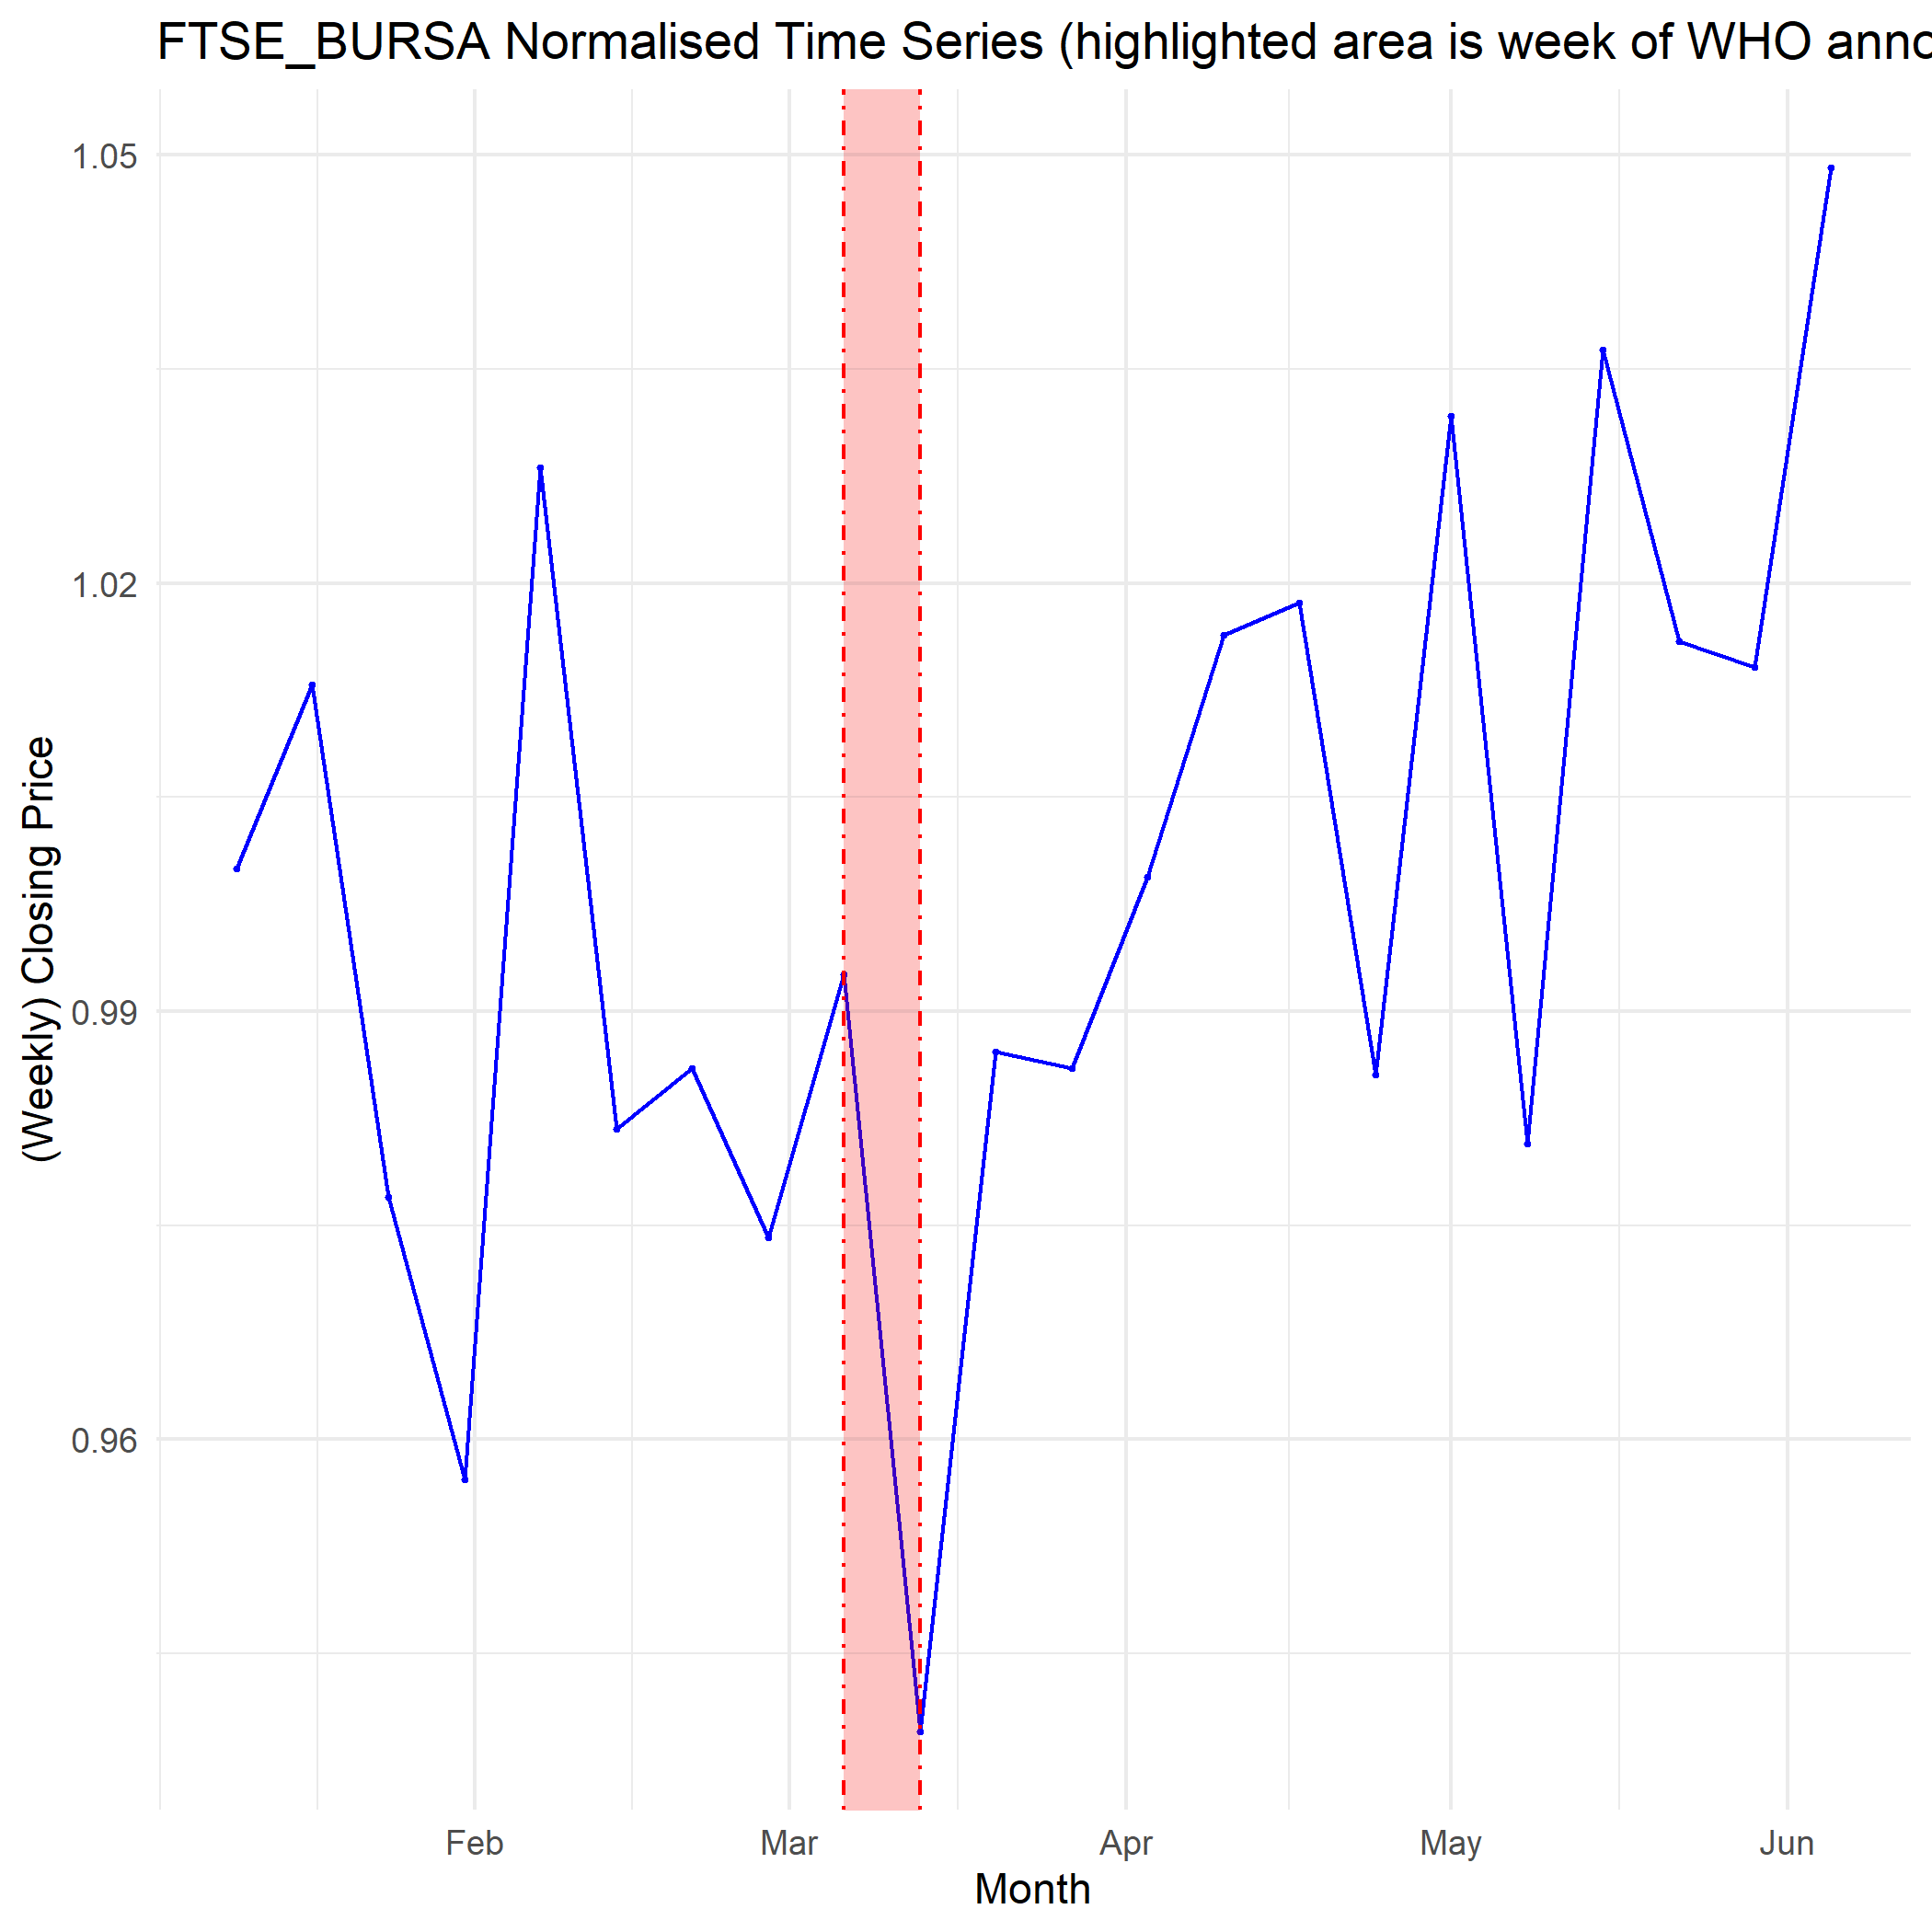 FTSE_BURSA Normalised Time Series (highlighted area is week of WHO anno
1.05
1.02
0.99
0.96
(Weekly) Closing Price
Feb Mar Apr May Jun
Month